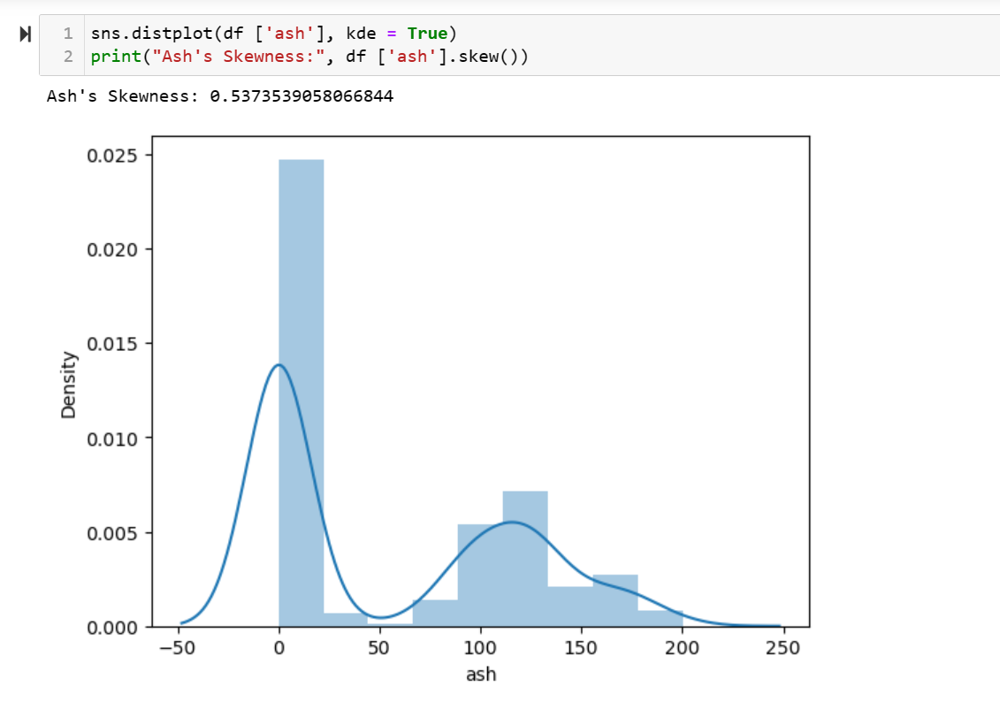 1 sns.distplot(df ['ash'], kde = True)
2 print("Ash's Skewness:", df ['ash'].skew())
Ash's Skewness: 0.5373539058066844
0.025
0.020
0.015
0.010
0.005
0.000
Density
−50 0 50 100 150 200 250
ash